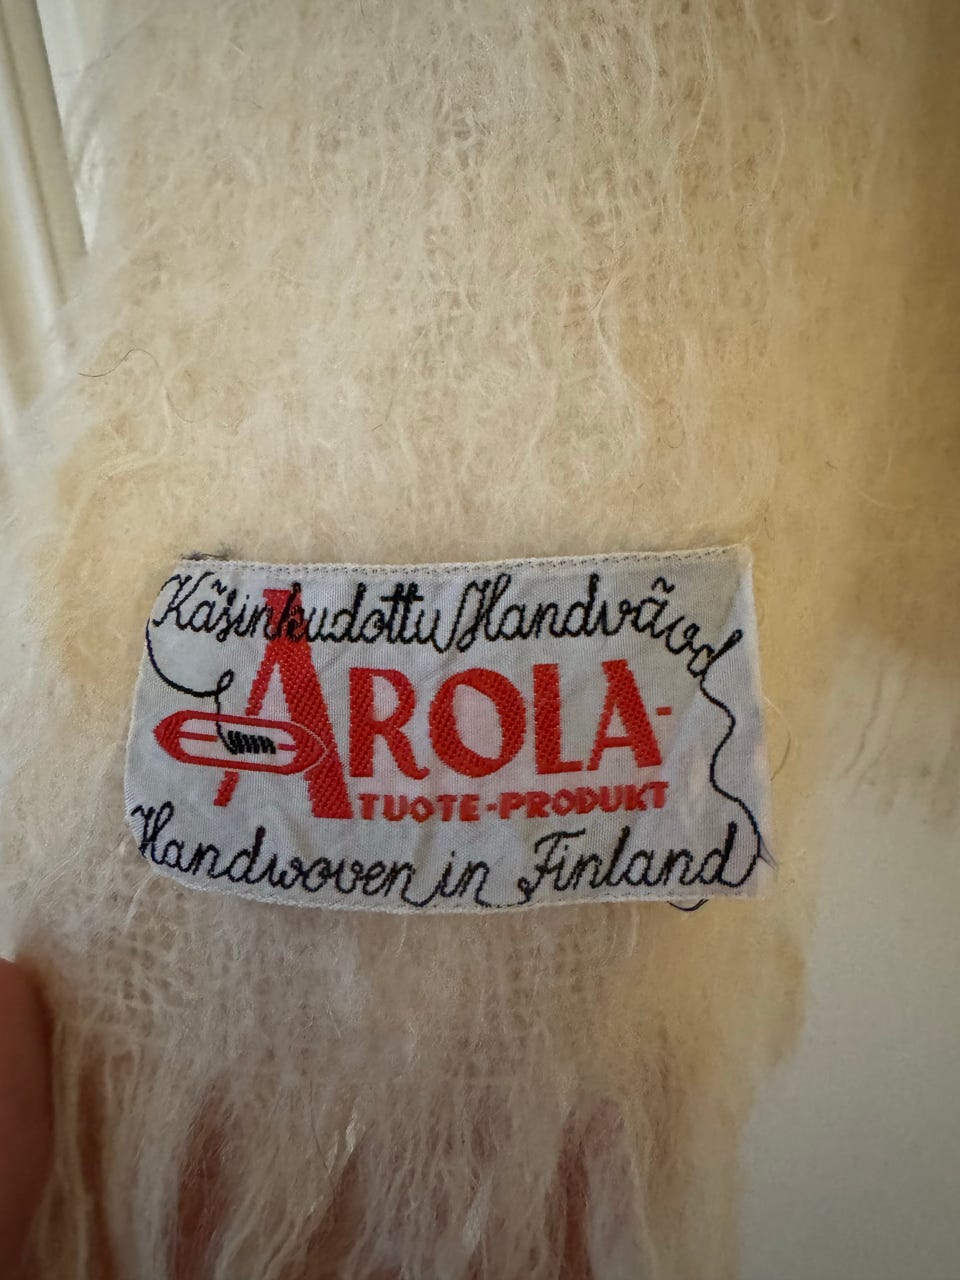 Käsinkudottu Handvävd
AROLA-
TUOTE-PRODUKT
Handwoven in Finland